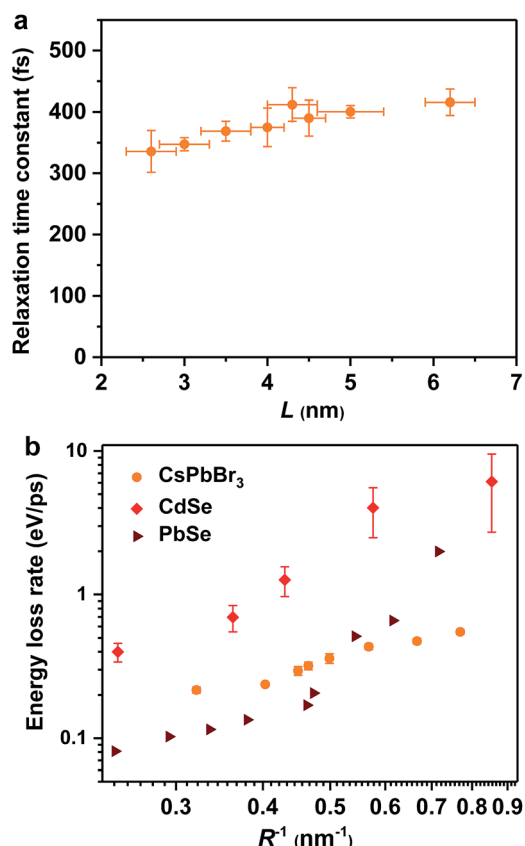 a
Relaxation time constant (fs)
500
400
300
200
100
0
2 3 4 5 6 7
L (nm)
b
Energy loss rate (eV/ps)
10
1
0.1
CsPbBr₃
CdSe
PbSe
0.3 0.4 0.5 0.6 0.7 0.8 0.9
R⁻¹ (nm⁻¹)